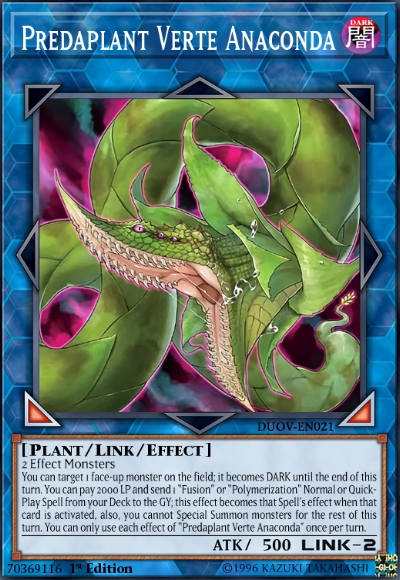 PREDAPLANT VERTE ANACONDA
DARK
闇
DUOV-EN021
[PLANT/LINK/EFFECT]
2 Effect Monsters
You can target 1 face-up monster on the field; it becomes DARK until the end of this
turn. You can pay 2000 LP and send 1 "Fusion" or "Polymerization" Normal or Quick-
Play Spell from your Deck to the GY; this effect becomes that Spell's effect when that
card is activated, also, you cannot Special Summon monsters for the rest of this
turn. You can only use each effect of "Predaplant Verte Anaconda" once per turn.
ATK/ 500 LINK-2
70369116 1st Edition ©1996 KAZUKI TAKAHASHI